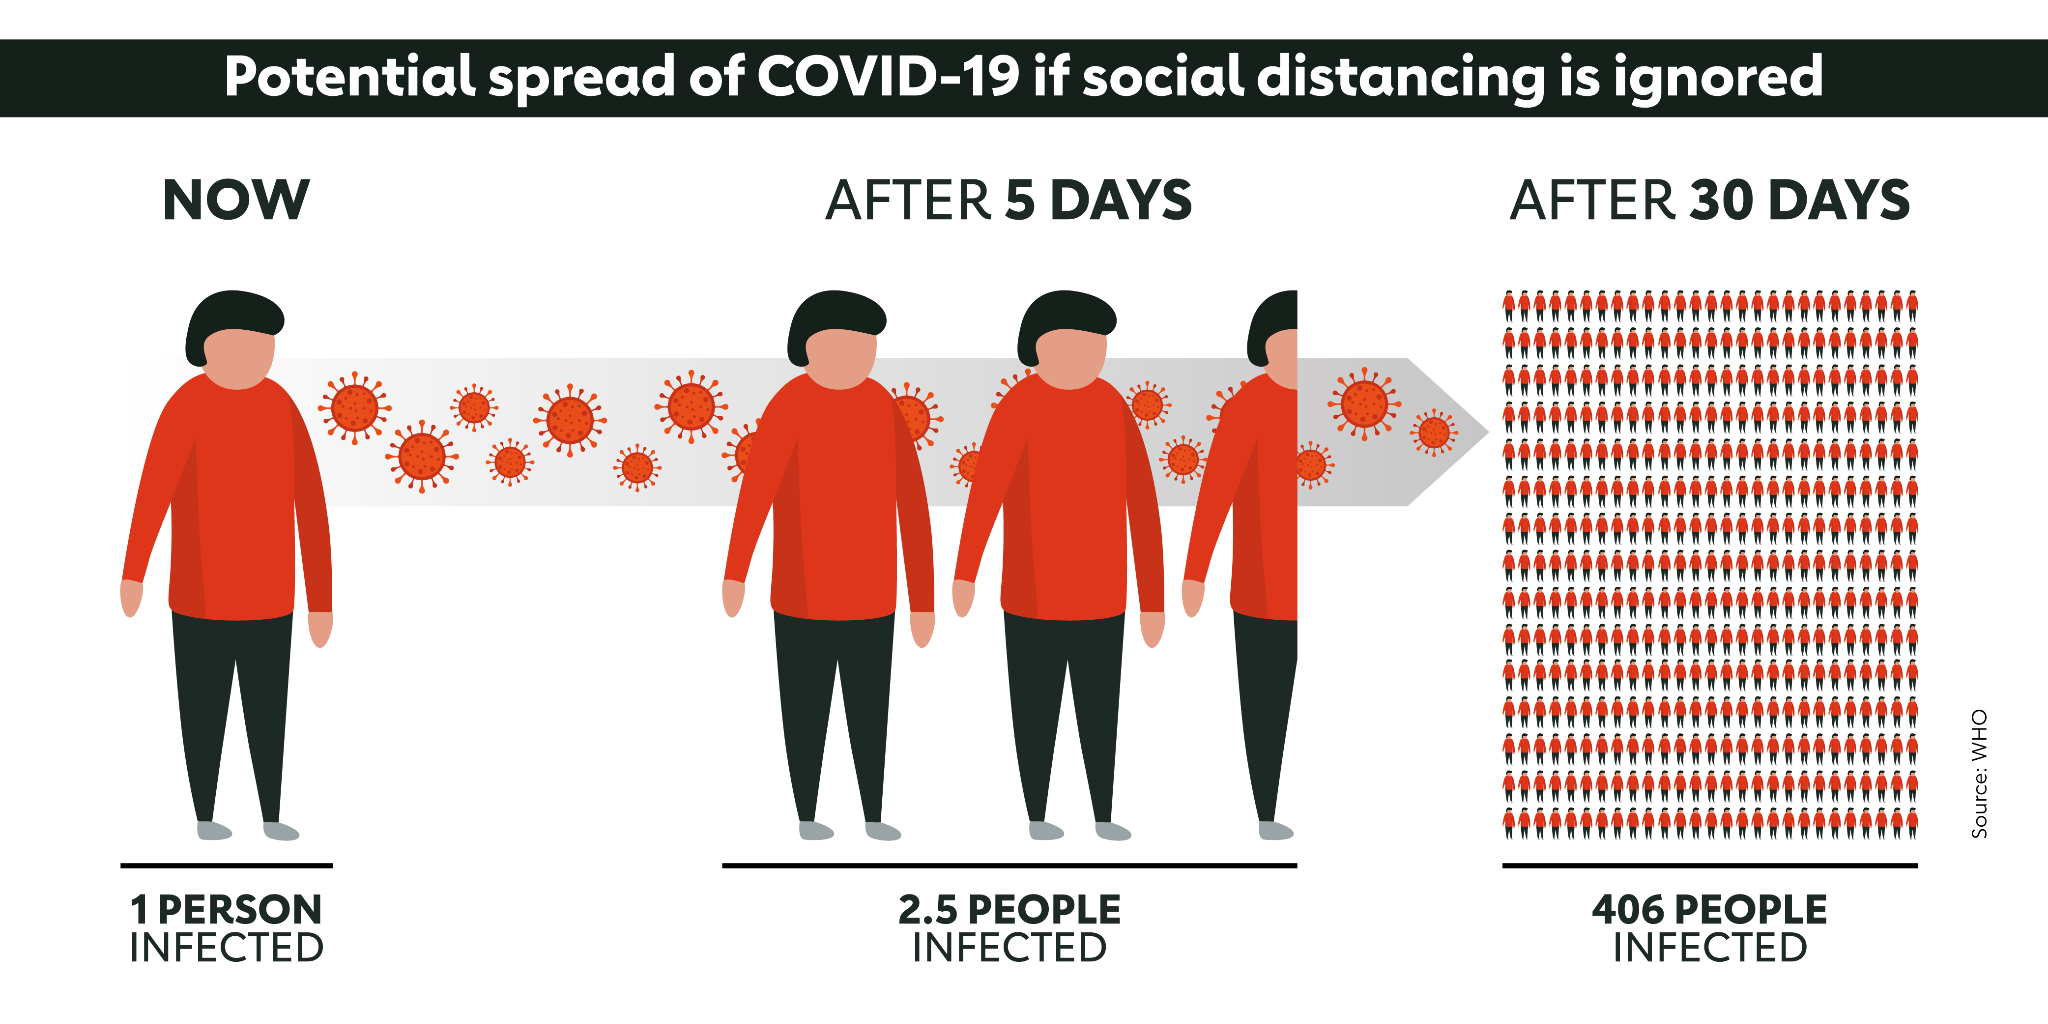 Potential spread of COVID-19 if social distancing is ignored
NOW
AFTER 5 DAYS
AFTER 30 DAYS
1 PERSON
INFECTED
2.5 PEOPLE
INFECTED
406 PEOPLE
INFECTED
Source: WHO